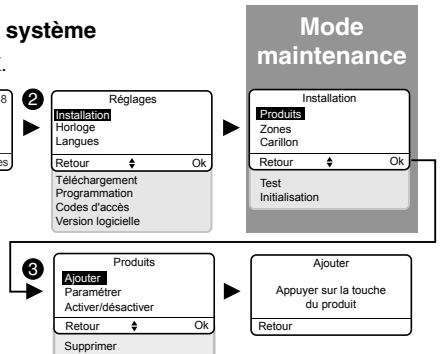 système
Mode
maintenance
2
Réglages
Installation
Horloge
Langues
Retour Ok
Téléchargement
Programmation
Codes d'accès
Version logicielle
Installation
Produits
Zones
Carillon
Retour Ok
Test
Initialisation
3
Produits
Ajouter
Paramétrer
Activer/désactiver
Retour Ok
Supprimer
Ajouter
Appuyer sur la touche
du produit
Retour